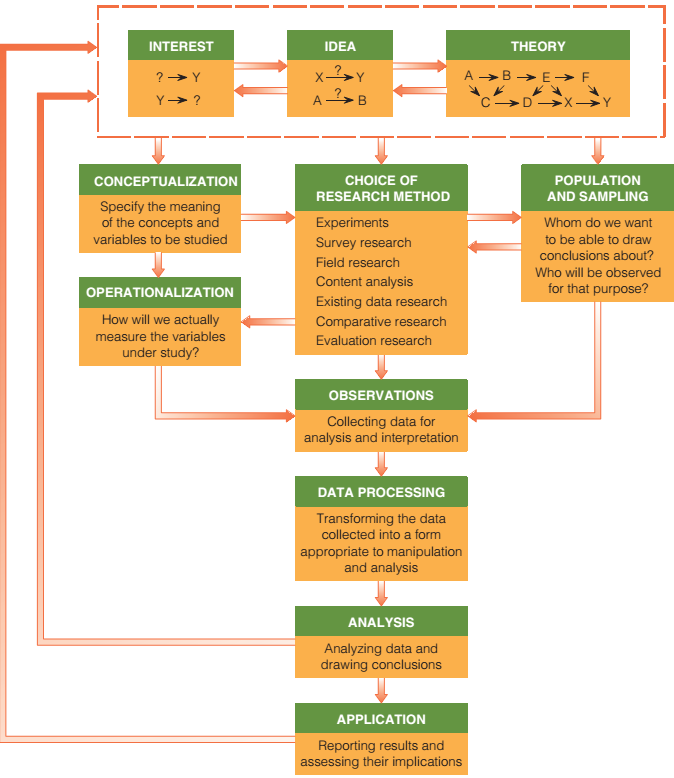 INTEREST
? → Y
Y → ?
IDEA
?
X → Y
?
A → B
THEORY
A → B → E → F
C → D → X → Y
CONCEPTUALIZATION
Specify the meaning
of the concepts and
variables to be studied
CHOICE OF
RESEARCH METHOD
Experiments
Survey research
Field research
Content analysis
Existing data research
Comparative research
Evaluation research
POPULATION
AND SAMPLING
Whom do we want
to be able to draw
conclusions about?
Who will be observed
for that purpose?
OPERATIONALIZATION
How will we actually
measure the variables
under study?
OBSERVATIONS
Collecting data for
analysis and interpretation
DATA PROCESSING
Transforming the data
collected into a form
appropriate to manipulation
and analysis
ANALYSIS
Analyzing data and
drawing conclusions
APPLICATION
Reporting results and
assessing their implications